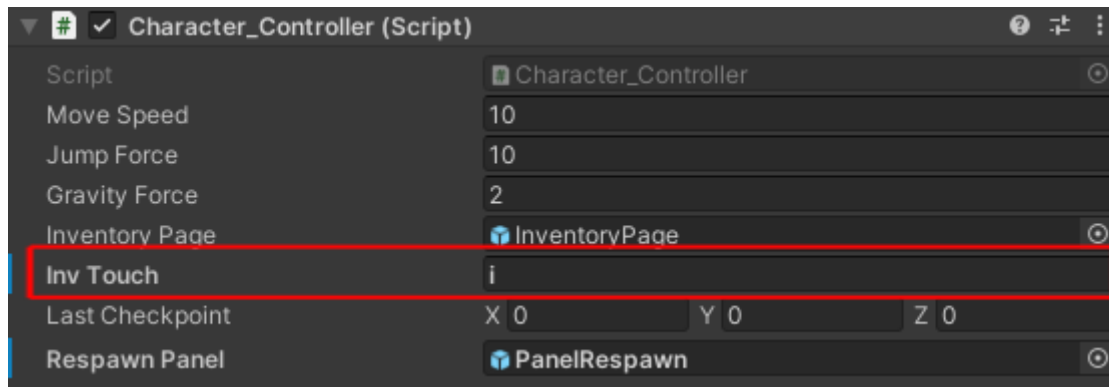 Character_Controller (Script)
Script Character_Controller
Move Speed 10
Jump Force 10
Gravity Force 2
Inventory Page InventoryPage
Inv Touch i
Last Checkpoint X 0 Y 0 Z 0
Respawn Panel PanelRespawn